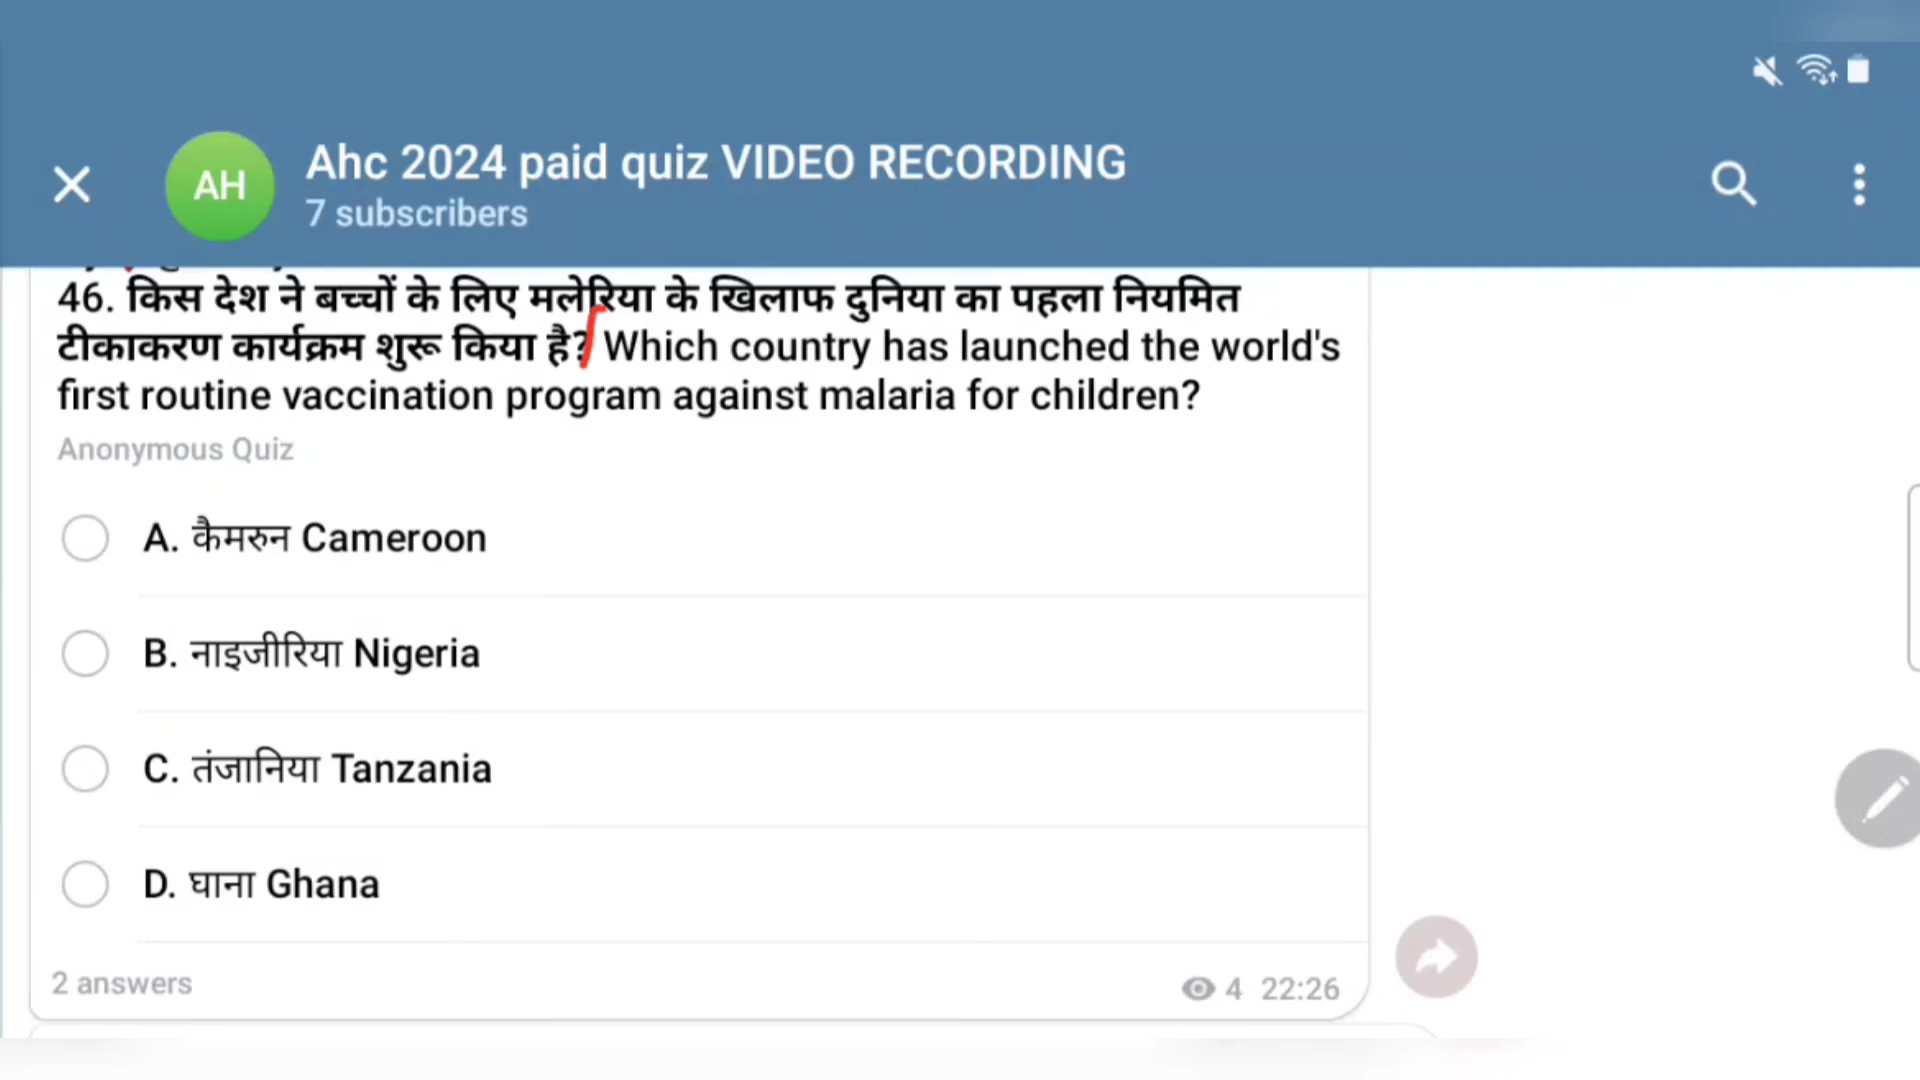 Ahc 2024 paid quiz VIDEO RECORDING
AH
7 subscribers
46. किस देश ने बच्चों के लिए मलेरिया के खिलाफ दुनिया का पहला नियमित
टीकाकरण कार्यक्रम शुरू किया है? Which country has launched the world's
first routine vaccination program against malaria for children?
Anonymous Quiz
A. कैमरुन Cameroon
B. नाइजीरिया Nigeria
C. तंजानिया Tanzania
D. घाना Ghana
2 answers
4 22:26